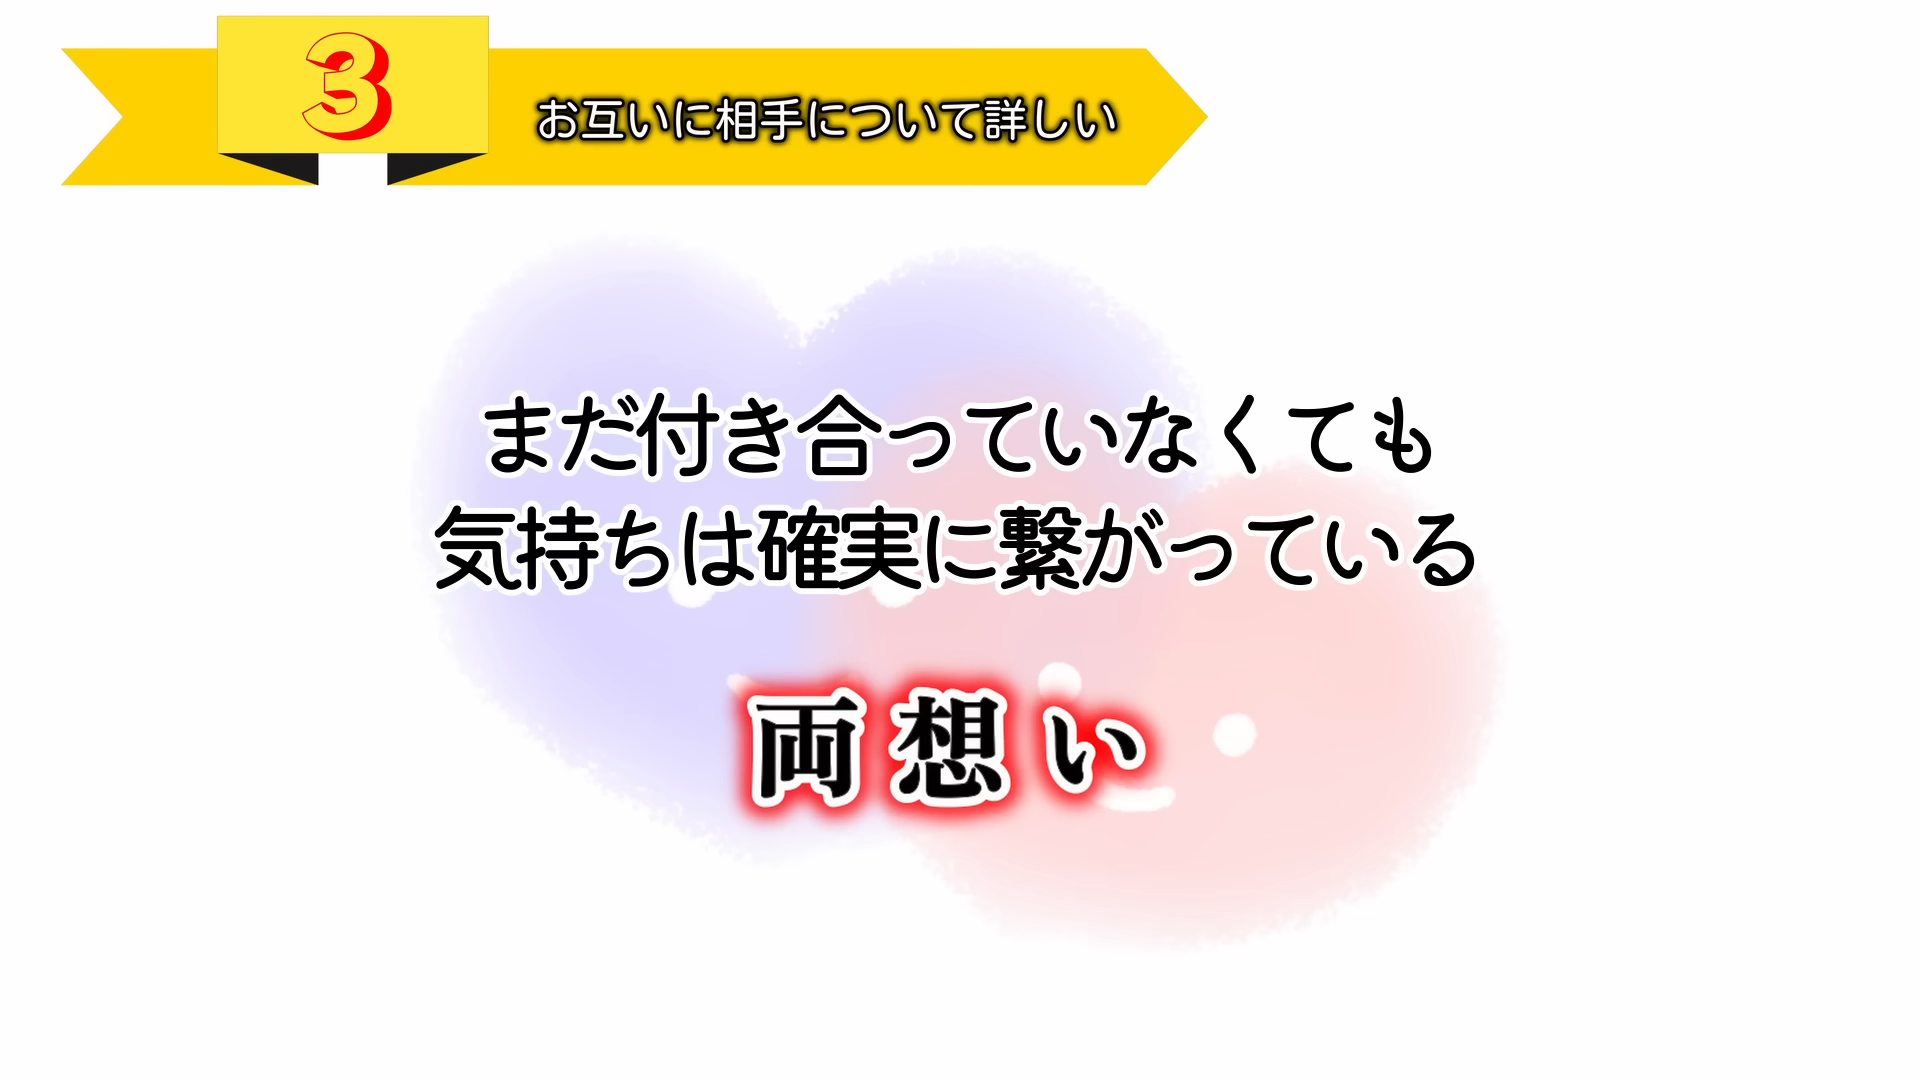 3
お互いに相手について詳しい
まだ付き合っていなくても
気持ちは確実に繋がっている
両想い